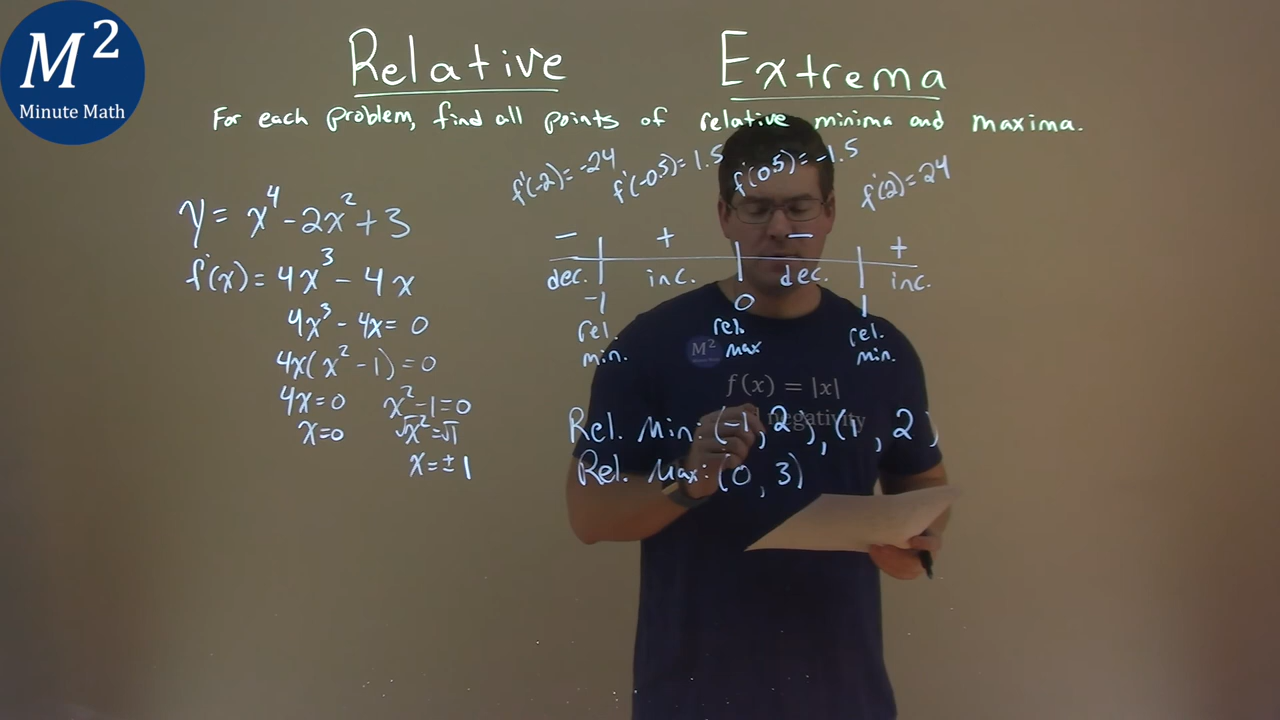 M²
Minute Math
Relative Extrema
For each problem, find all points of relative minima and maxima.
f'(-2) = -24 f'(-0.5) = 1.5 f'(0.5) = -1.5 f'(2) = 24
y = x⁴ - 2x² + 3
f'(x) = 4x³ - 4x
4x³ - 4x = 0
4x(x² - 1) = 0
4x = 0 x² - 1 = 0
x = 0 √x² = √1
x = ± 1
- + - +
dec. inc. dec. inc.
-1 0 1
rel. min. rel. max rel. min.
M²
f(x) = |x|
negativity
Rel. Min: (-1, 2), (1, 2)
Rel. Max: (0, 3)